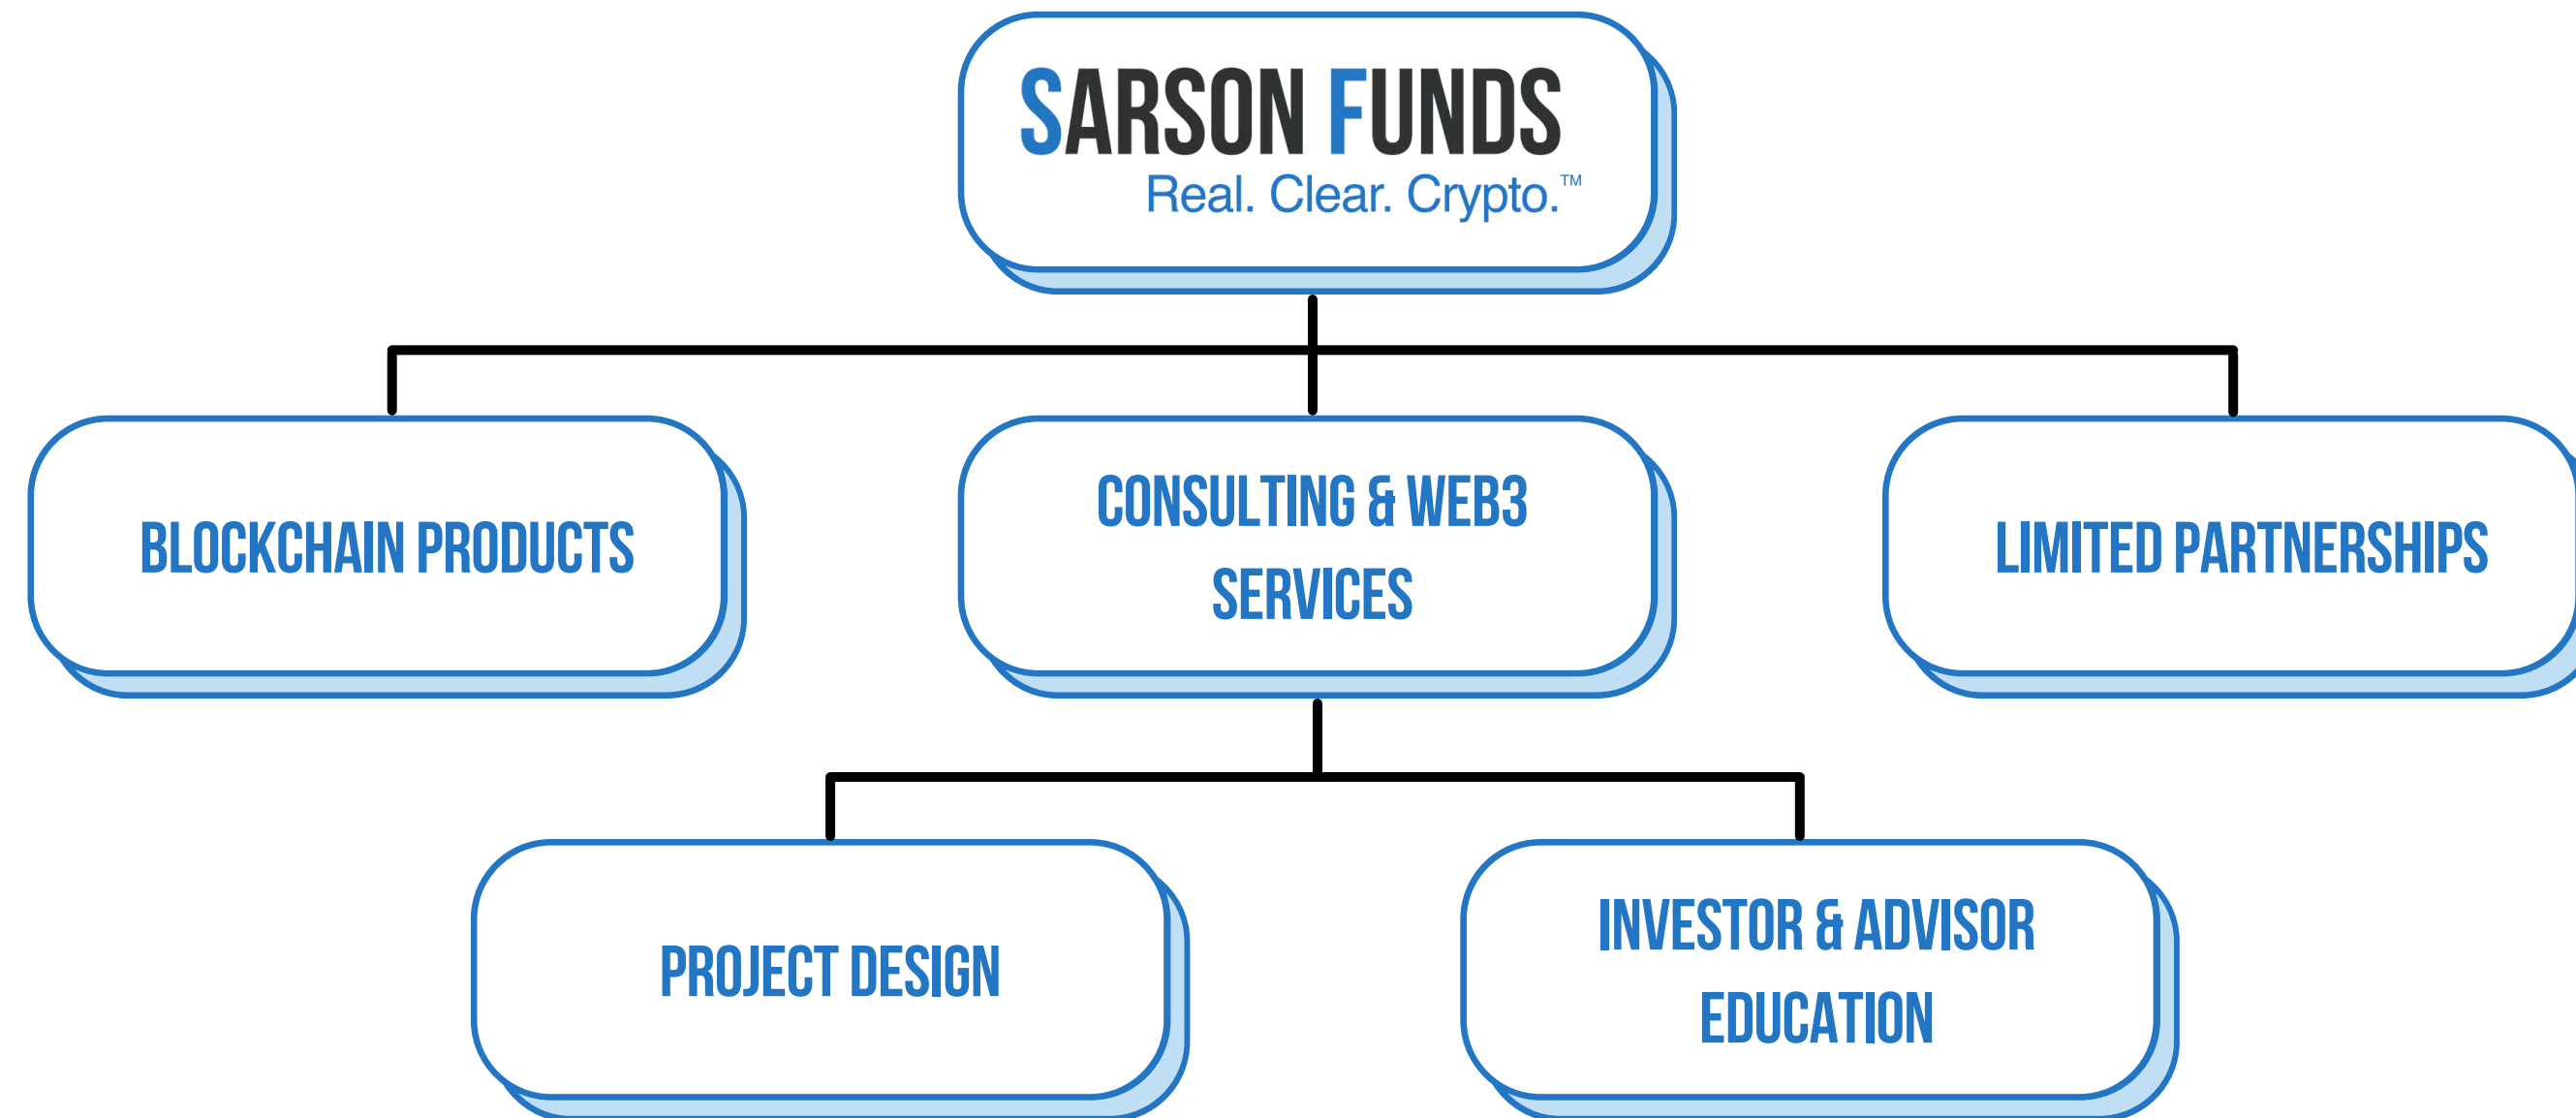 SARSON FUNDS
Real. Clear. Crypto.™
BLOCKCHAIN PRODUCTS
CONSULTING & WEB3
SERVICES
LIMITED PARTNERSHIPS
PROJECT DESIGN
INVESTOR & ADVISOR
EDUCATION